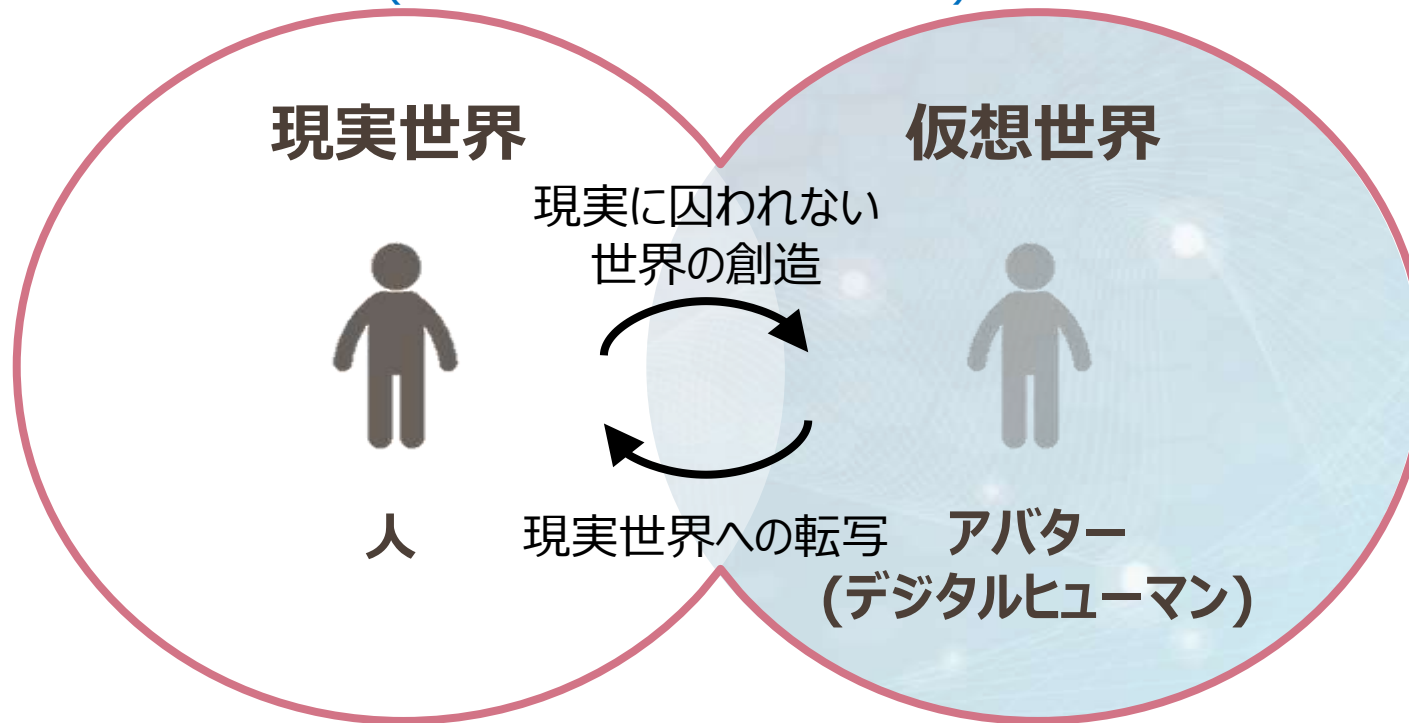 現実世界
仮想世界
現実に囚われない
世界の創造
人
現実世界への転写
アバター
(デジタルヒューマン)